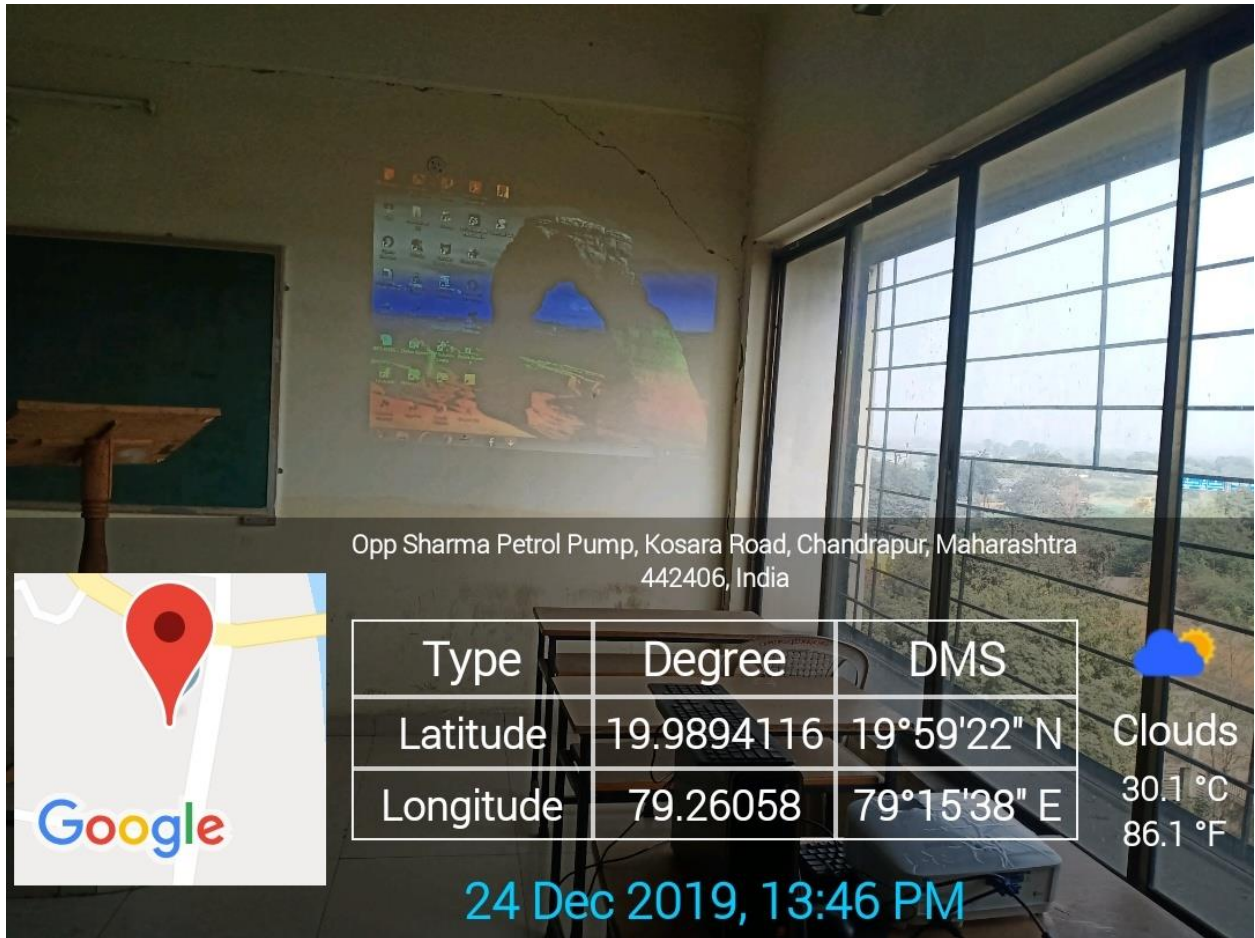 Opp Sharma Petrol Pump, Kosara Road, Chandrapur, Maharashtra
442406, India
Type Degree DMS
Latitude 19.9894116 19°59'22" N
Longitude 79.26058 79°15'38" E
Clouds
30.1 °C
86.1 °F
Google
24 Dec 2019, 13:46 PM